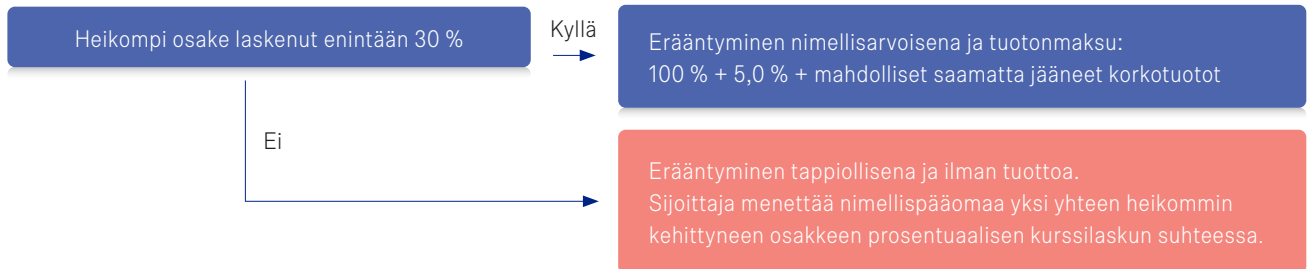 Heikompi osake laskenut enintään 30 %
Kyllä
Erääntyminen nimellisarvoisena ja tuotonmaksu:
100 % + 5,0 % + mahdolliset saamatta jääneet korkotuotot
Ei
Erääntyminen tappiollisena ja ilman tuottoa.
Sijoittaja menettää nimellispääomaa yksi yhteen heikommin
kehittyneen osakkeen prosentuaalisen kurssilaskun suhteessa.